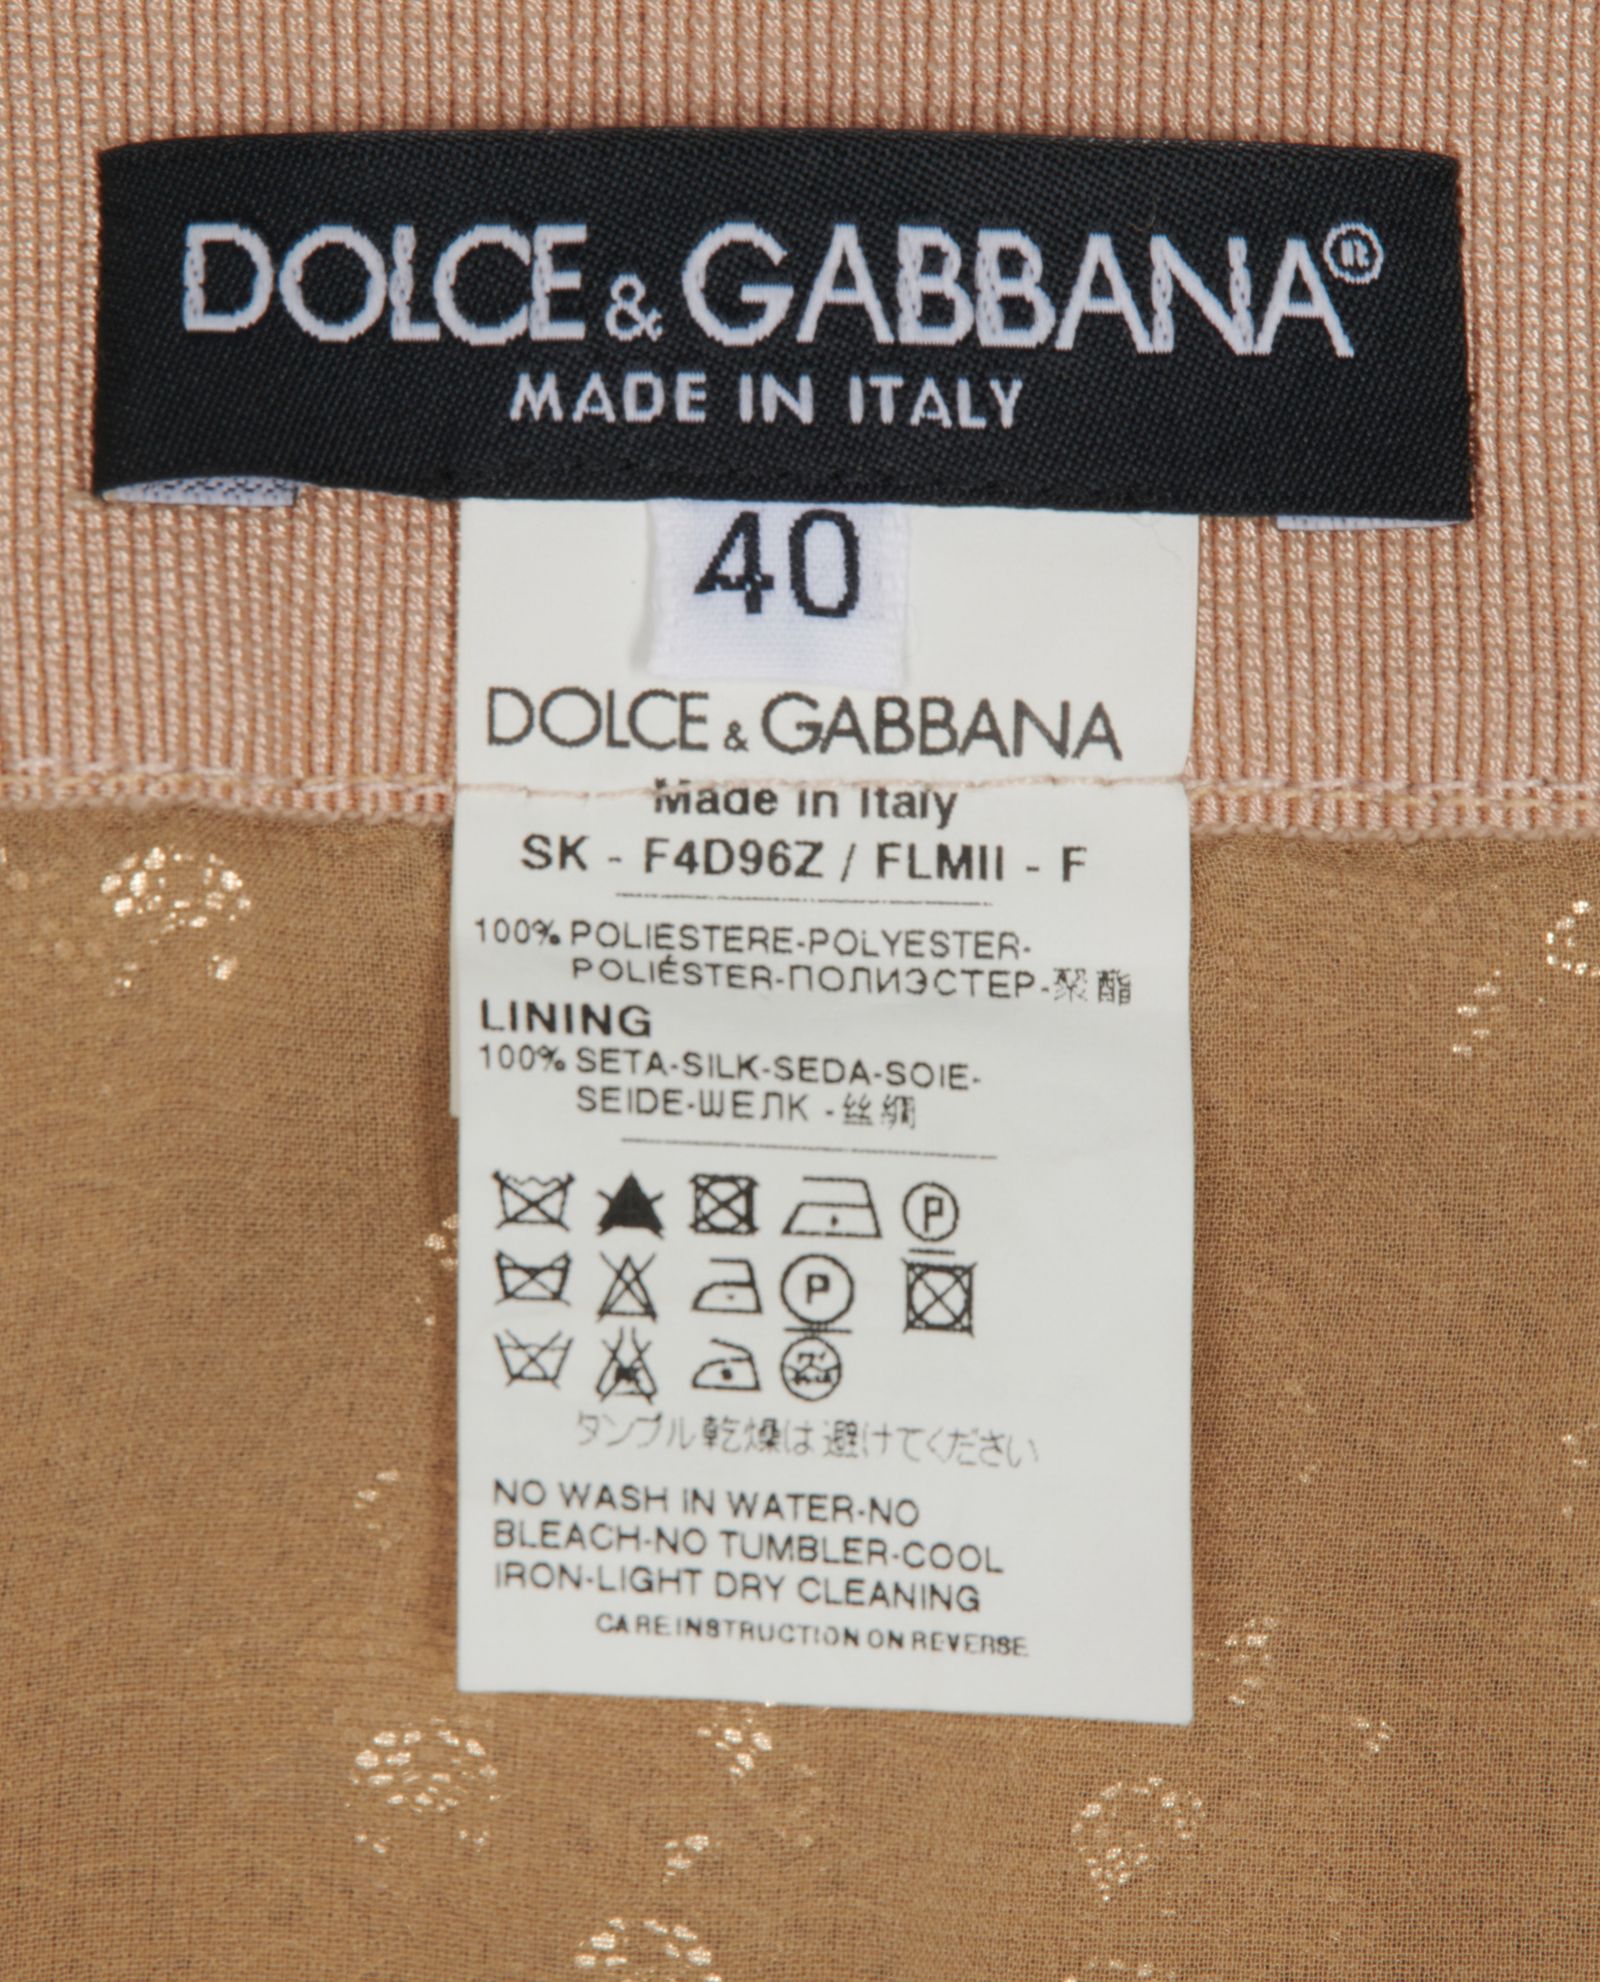 DOLCE & GABBANA®
MADE IN ITALY
40
DOLCE & GABBANA
Made in Italy
SK - F4D96Z / FLMII - F
100% POLIESTERE-POLYESTER-
POLIÉSTER-ПОЛИЭСТЕР-聚酯
LINING
100% SETA-SILK-SEDA-SOIE-
SEIDE-ШЕЛК -丝绸
P
P
タンブル乾燥は避けてください
NO WASH IN WATER-NO
BLEACH-NO TUMBLER-COOL
IRON-LIGHT DRY CLEANING
CARE INSTRUCTION ON REVERSE